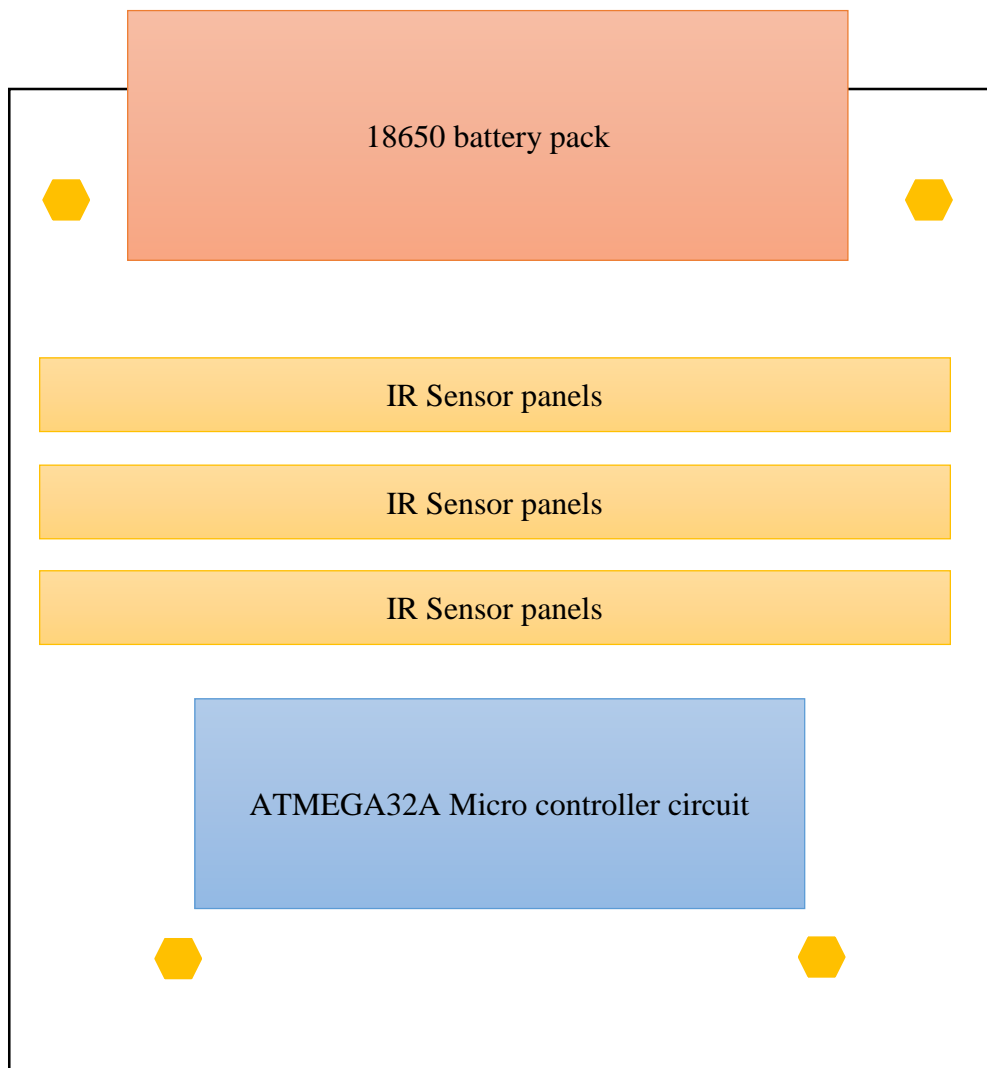 18650 battery pack
IR Sensor panels
IR Sensor panels
IR Sensor panels
ATMEGA32A Micro controller circuit